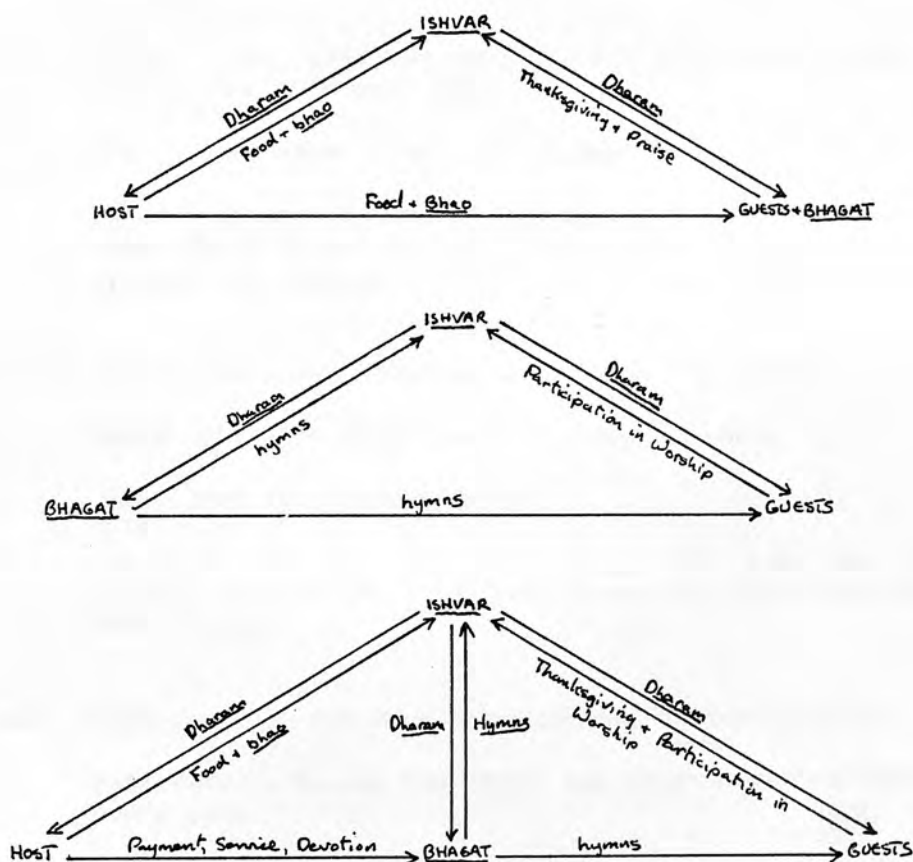 ISHVAR
Dharam
Food + bhao
Dharam
Thanksgiving + Praise
HOST
Food + Bhao
GUESTS + BHAGAT
ISHVAR
Dharam
hymns
Dharam
Participation in Worship
BHAGAT
hymns
GUESTS
ISHVAR
Dharam
Food + bhao
Dharam
Hymns
Dharam
Thanksgiving + Participation in
Worship
HOST
Payment, Service, Devotion
BHAGAT
hymns
GUESTS